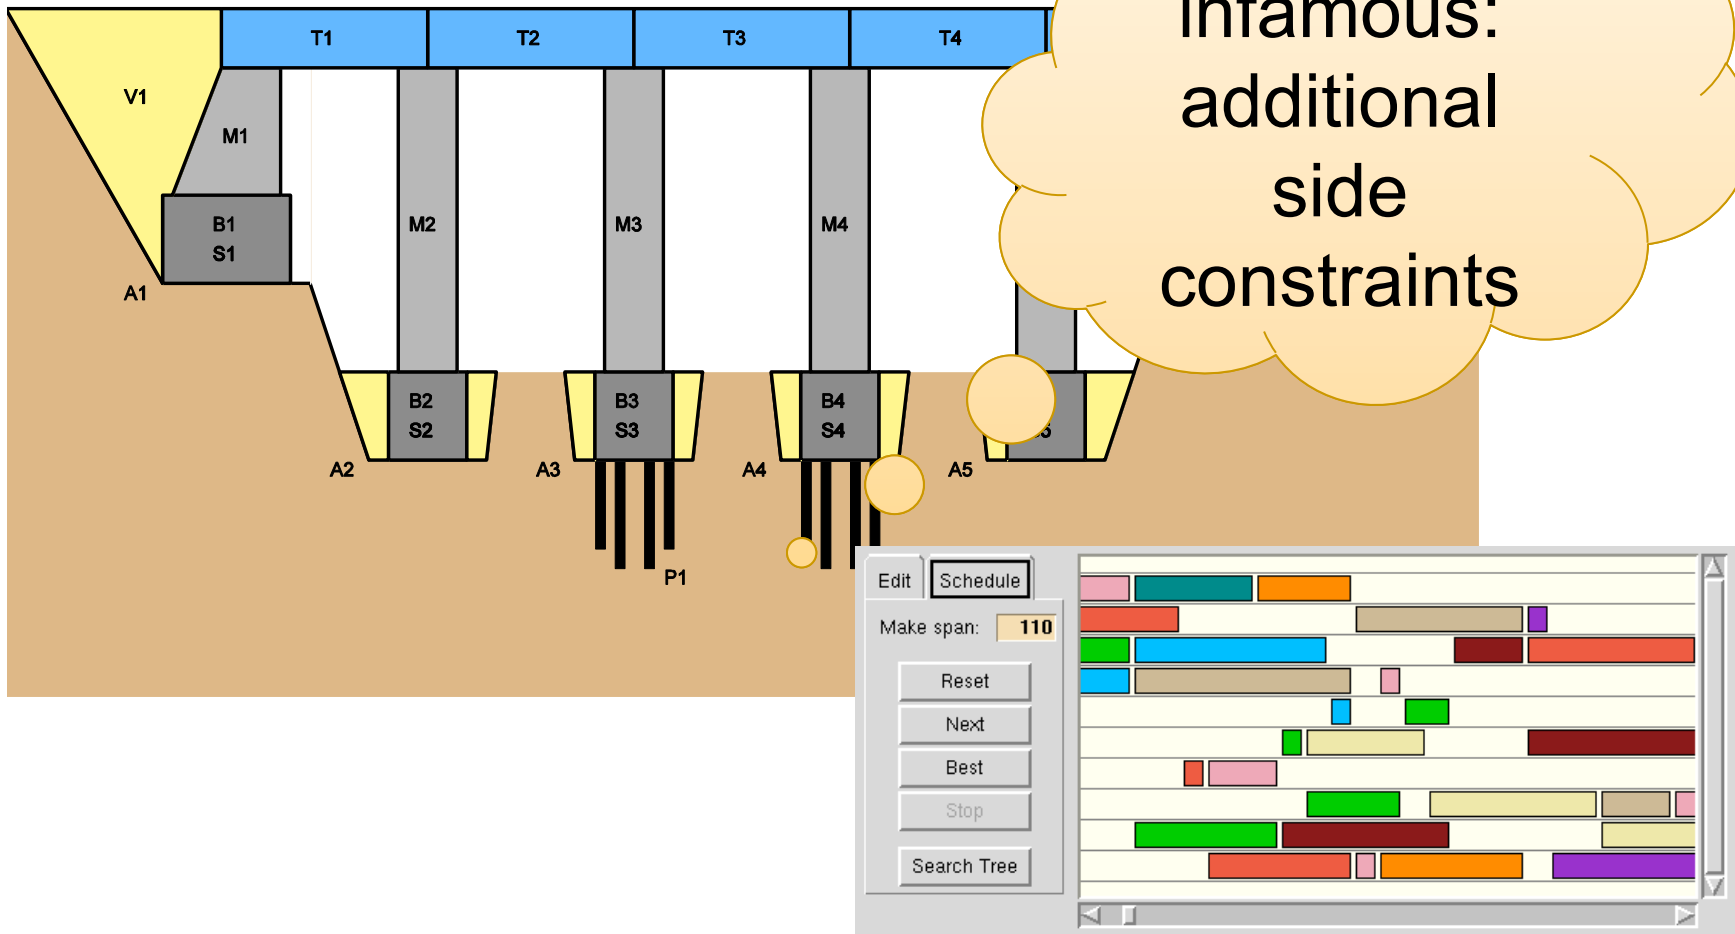 infamous:
additional
side
constraints
T1 T2 T3 T4
V1
M1
B1
S1
A1
M2 M3 M4
B2 B3 B4
S2 S3 S4
A2 A3 A4 A5
P1
Edit Schedule
Make span: 110
Reset
Next
Best
Stop
Search Tree